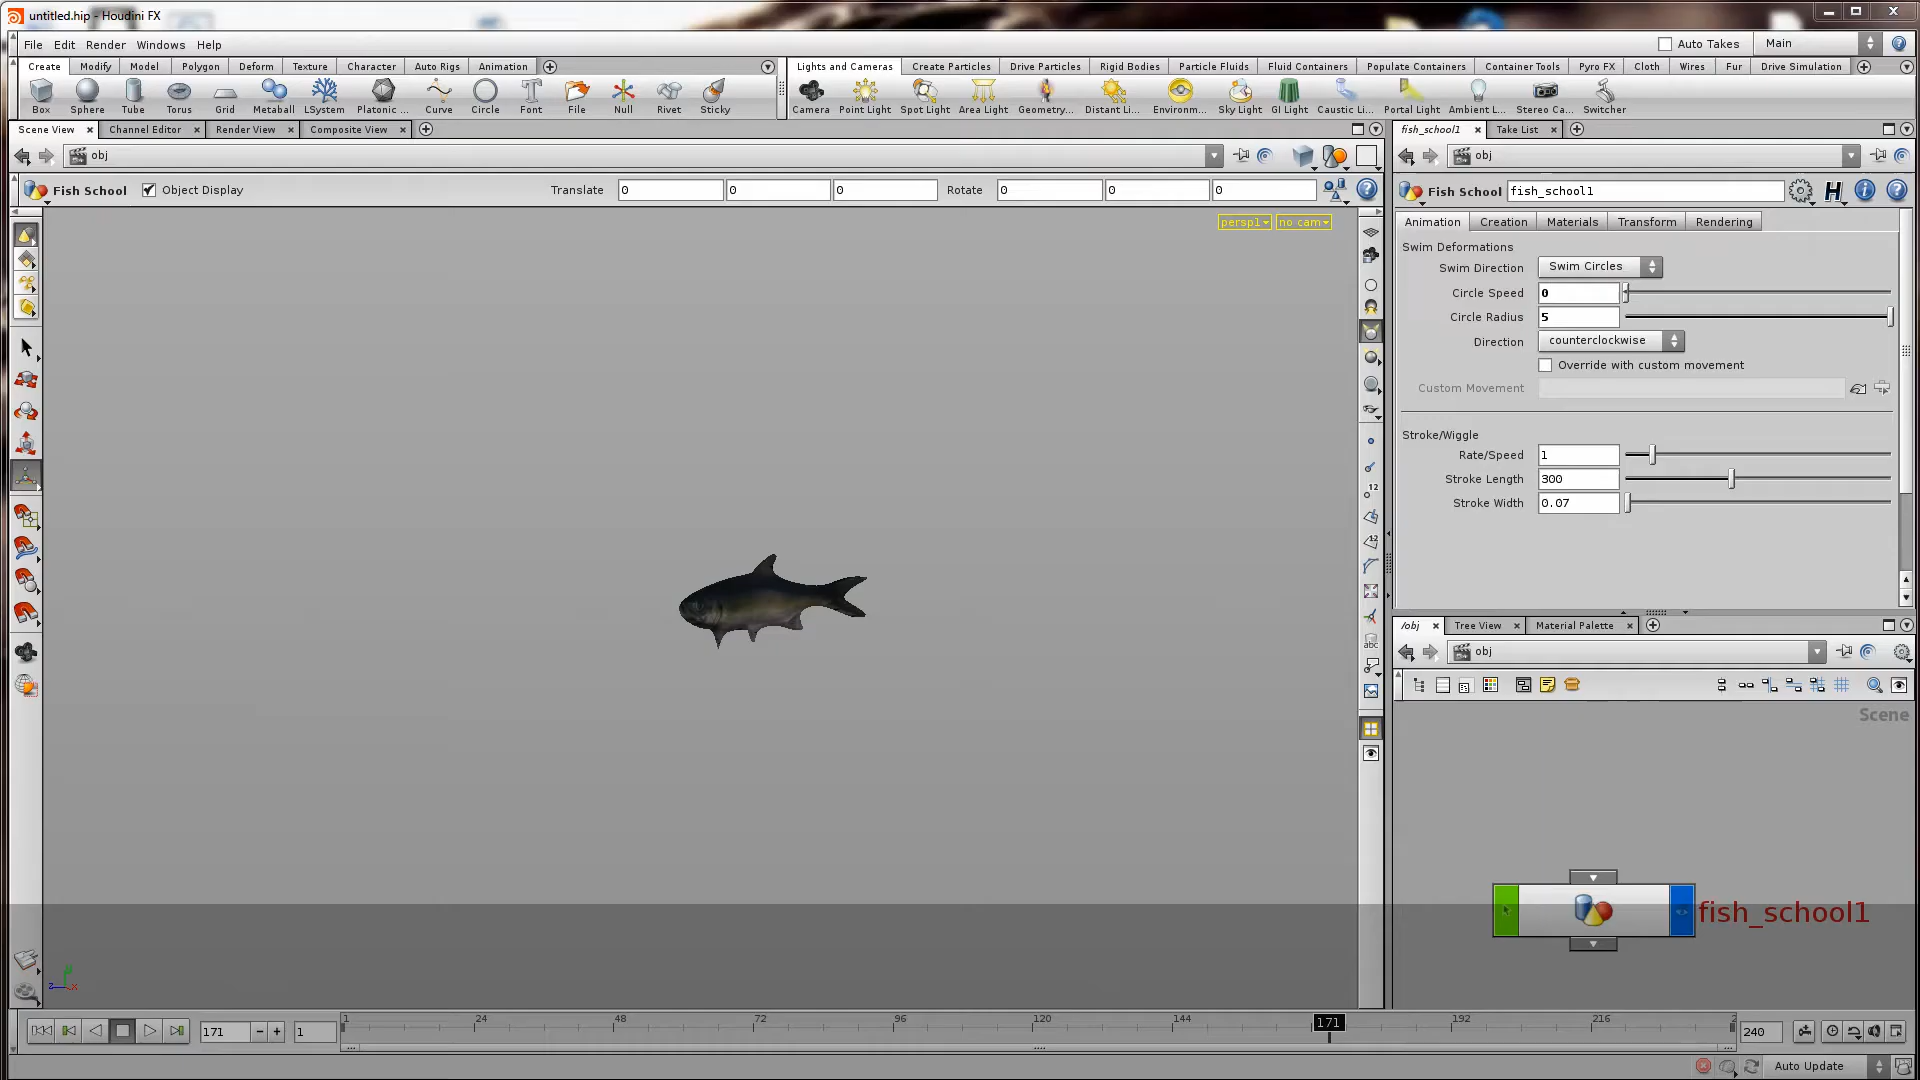 untitled.hip - Houdini FX
File Edit Render Windows Help
Auto Takes Main
Create Modify Model Polygon Deform Texture Character Auto Rigs Animation
Lights and Cameras Create Particles Drive Particles Rigid Bodies Particle Fluids Fluid Containers Populate Containers Container Tools Pyro FX Cloth Wires Fur Drive Simulation
Box Sphere Tube Torus Grid Metaball LSystem Platonic ... Curve Circle Font File Null Rivet Sticky
Camera Point Light Spot Light Area Light Geometry... Distant Li... Environm... Sky Light GI Light Caustic Li... Portal Light Ambient L... Stereo Ca... Switcher
Scene View Channel Editor Render View Composite View
fish_school1 Take List
obj
obj
Fish School Object Display Translate 0 0 0 Rotate 0 0 0
Fish School fish_school1
persp1 no cam
Animation Creation Materials Transform Rendering
Swim Deformations
Swim Direction Swim Circles
Circle Speed 0
Circle Radius 5
Direction counterclockwise
Override with custom movement
Custom Movement
Stroke/Wiggle
Rate/Speed 1
Stroke Length 300
Stroke Width 0.07
12
12
abc
/obj Tree View Material Palette
obj
Scene
fish_school1
z x
171 1
1 24 48 72 96 120 144 171 192 216 2
240
Auto Update